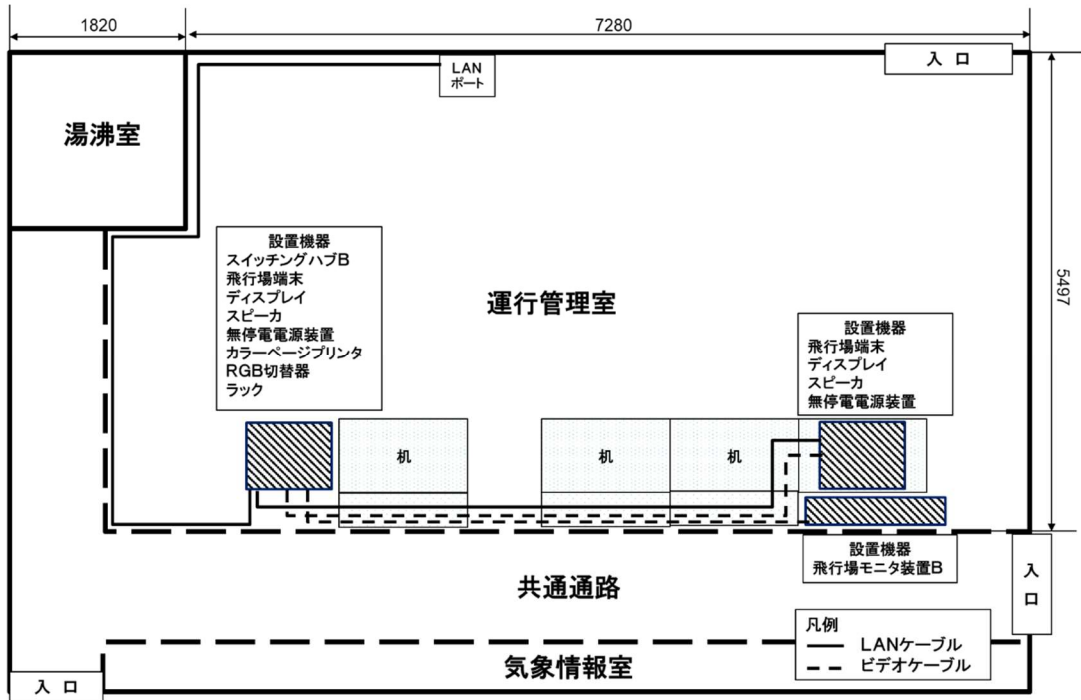 1820
7280
入 口
LAN
ポート
湯沸室
5497
設置機器
スイッチングハブB
飛行場端末
ディスプレイ
スピーカ
無停電電源装置
カラーページプリンタ
RGB切替器
ラック
運行管理室
設置機器
飛行場端末
ディスプレイ
スピーカ
無停電電源装置
机
机
机
設置機器
飛行場モニタ装置B
入
口
共通通路
凡例
LANケーブル
ビデオケーブル
気象情報室
入 口